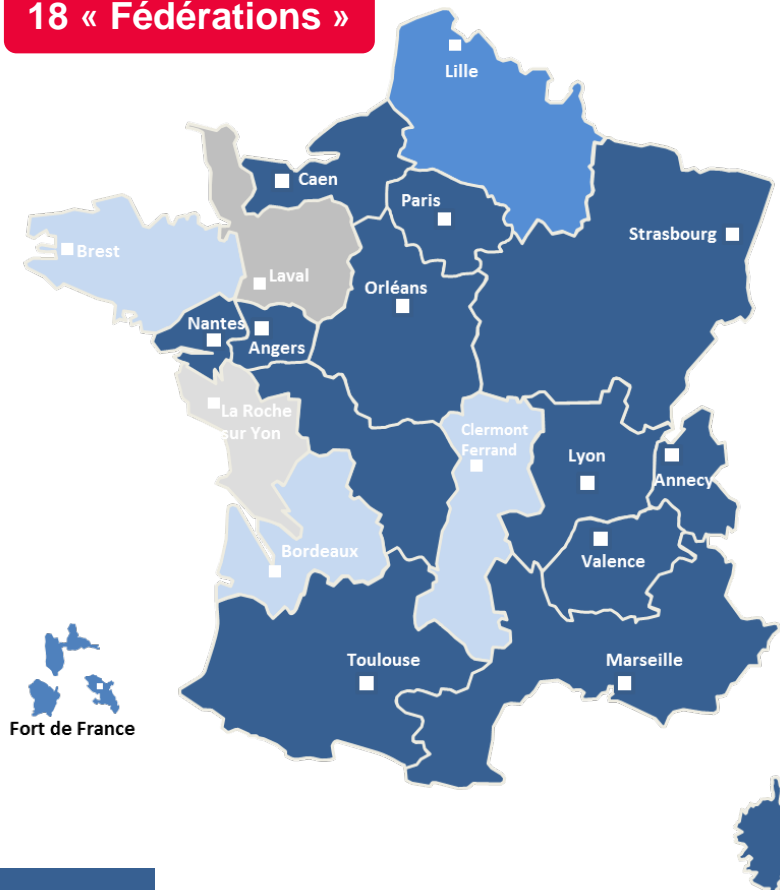 18 « Fédérations »
Lille
Caen
Paris
Strasbourg
Brest
Laval
Orléans
Nantes
Angers
La Roche
sur Yon
Clermont
Ferrand
Lyon
Annecy
Bordeaux
Valence
Toulouse
Marseille
Fort de France